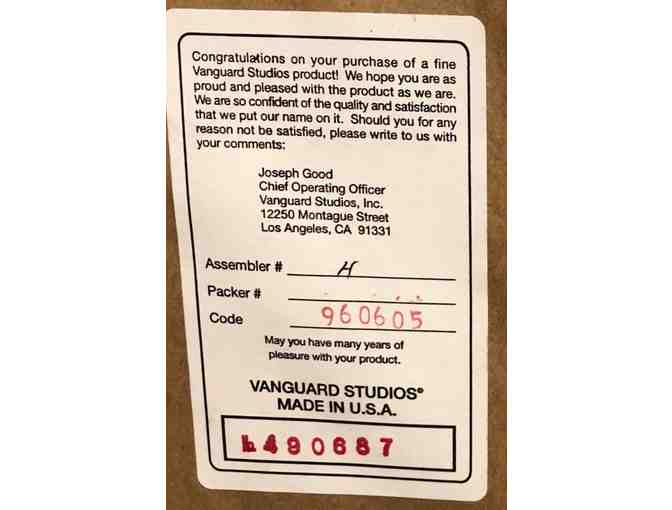 Congratulations on your purchase of a fine
Vanguard Studios product! We hope you are as
proud and pleased with the product as we are.
We are so confident of the quality and satisfaction
that we put our name on it. Should you for any
reason not be satisfied, please write to us with
your comments:
Joseph Good
Chief Operating Officer
Vanguard Studios, Inc.
12250 Montague Street
Los Angeles, CA 91331
Assembler # H
Packer #
Code 960605
May you have many years of
pleasure with your product.
VANGUARD STUDIOS®
MADE IN U.S.A.